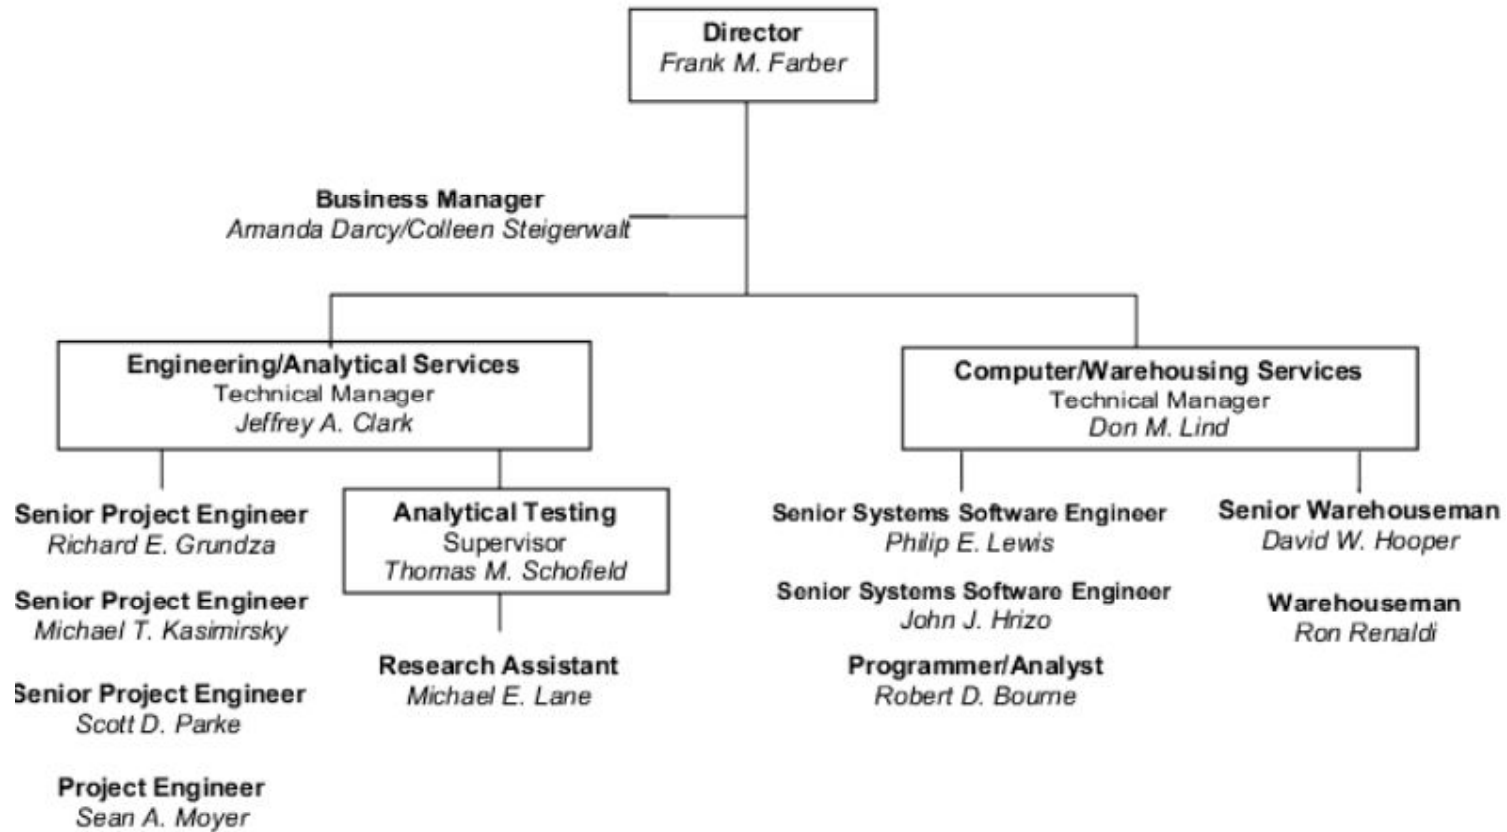 Director
Frank M. Farber
Business Manager
Amanda Darcy/Colleen Steigerwalt
Engineering/Analytical Services
Technical Manager
Jeffrey A. Clark
Computer/Warehousing Services
Technical Manager
Don M. Lind
Senior Project Engineer
Richard E. Grundza
Senior Project Engineer
Michael T. Kasimirsky
Senior Project Engineer
Scott D. Parke
Project Engineer
Sean A. Moyer
Analytical Testing
Supervisor
Thomas M. Schofield
Research Assistant
Michael E. Lane
Senior Systems Software Engineer
Philip E. Lewis
Senior Systems Software Engineer
John J. Hrizo
Programmer/Analyst
Robert D. Bourne
Senior Warehouseman
David W. Hooper
Warehouseman
Ron Renaldi